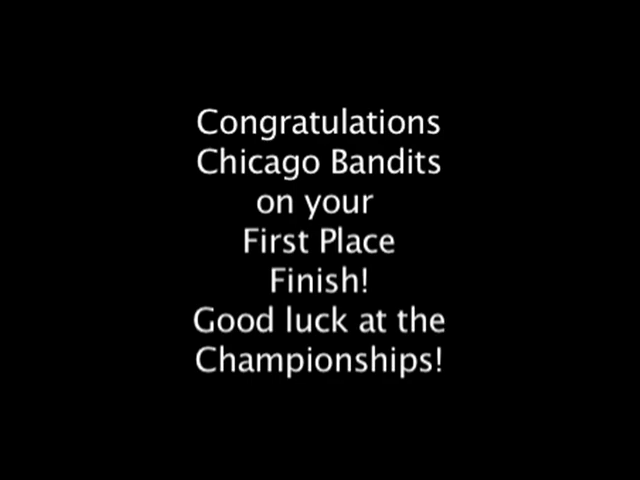 Congratulations
Chicago Bandits
on your
First Place
Finish!
Good luck at the
Championships!